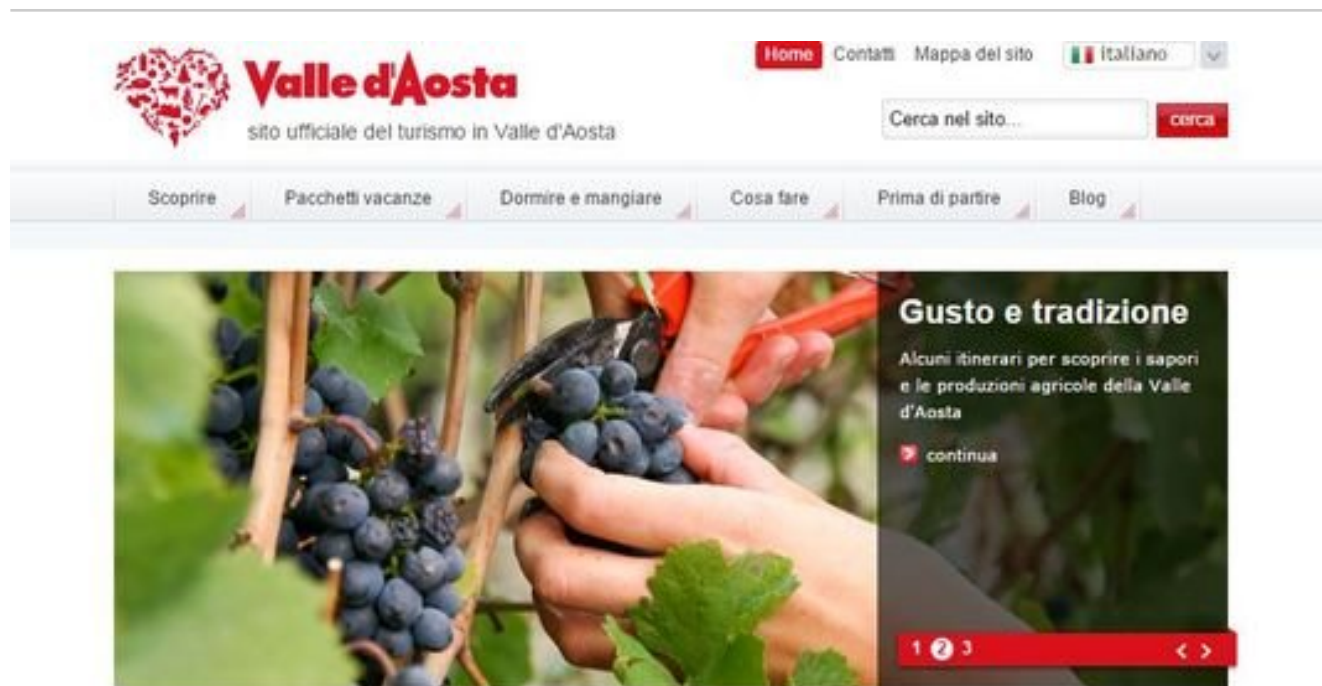 Valle d'Aosta
sito ufficiale del turismo in Valle d'Aosta
Home Contatti Mappa del sito italiano
Cerca nel sito... cerca
Scoprire Pacchetti vacanze Dormire e mangiare Cosa fare Prima di partire Blog
Gusto e tradizione
Alcuni itinerari per scoprire i sapori
e le produzioni agricole della Valle
d'Aosta
continua
1 2 3